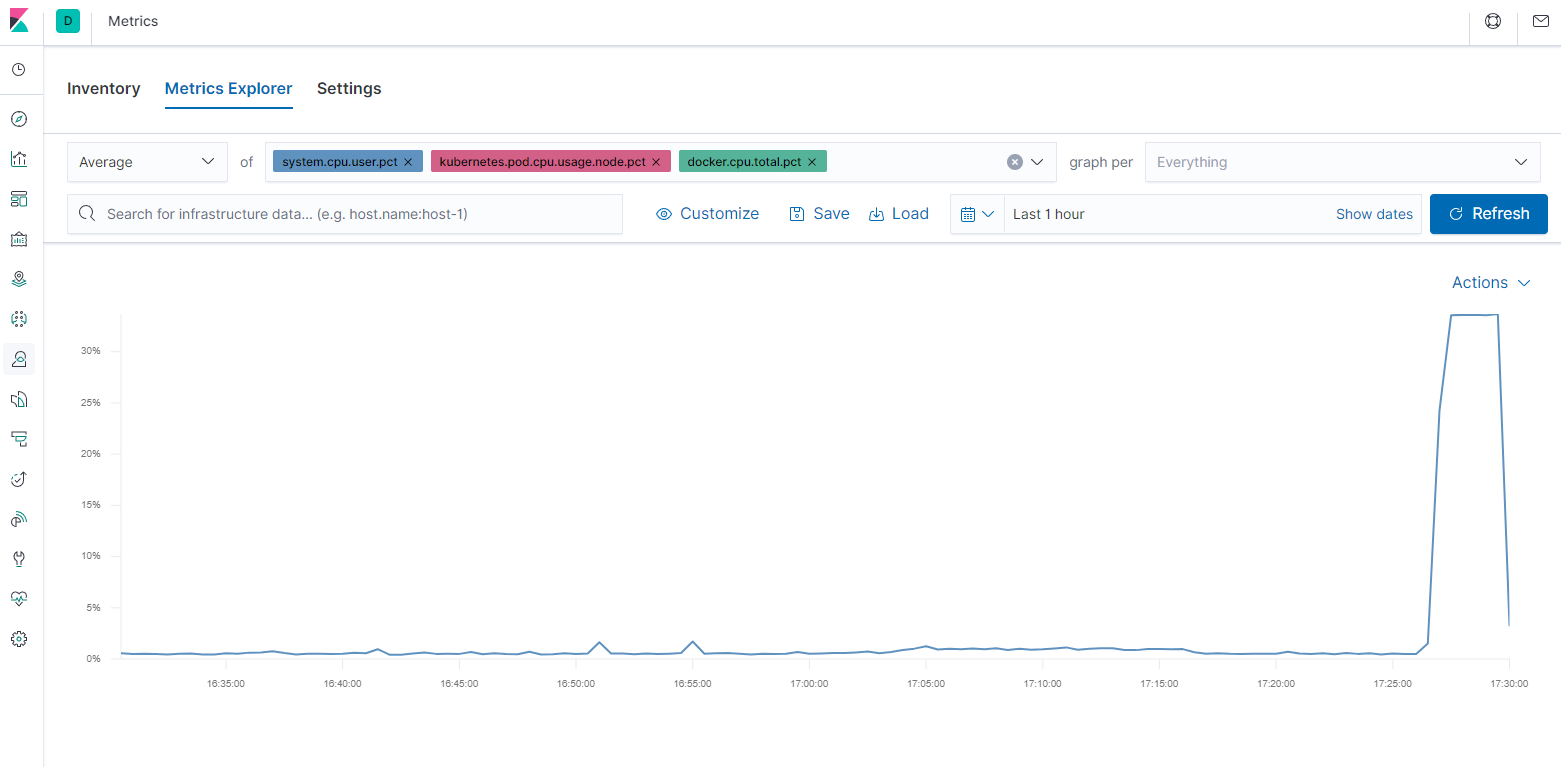 D Metrics
Inventory Metrics Explorer Settings
Average of system.cpu.user.pct × kubernetes.pod.cpu.usage.node.pct × docker.cpu.total.pct × graph per Everything
Search for infrastructure data... (e.g. host.name:host-1) Customize Save Load Last 1 hour Show dates Refresh
Actions
30%
25%
20%
15%
10%
5%
0%
16:35:00 16:40:00 16:45:00 16:50:00 16:55:00 17:00:00 17:05:00 17:10:00 17:15:00 17:20:00 17:25:00 17:30:00